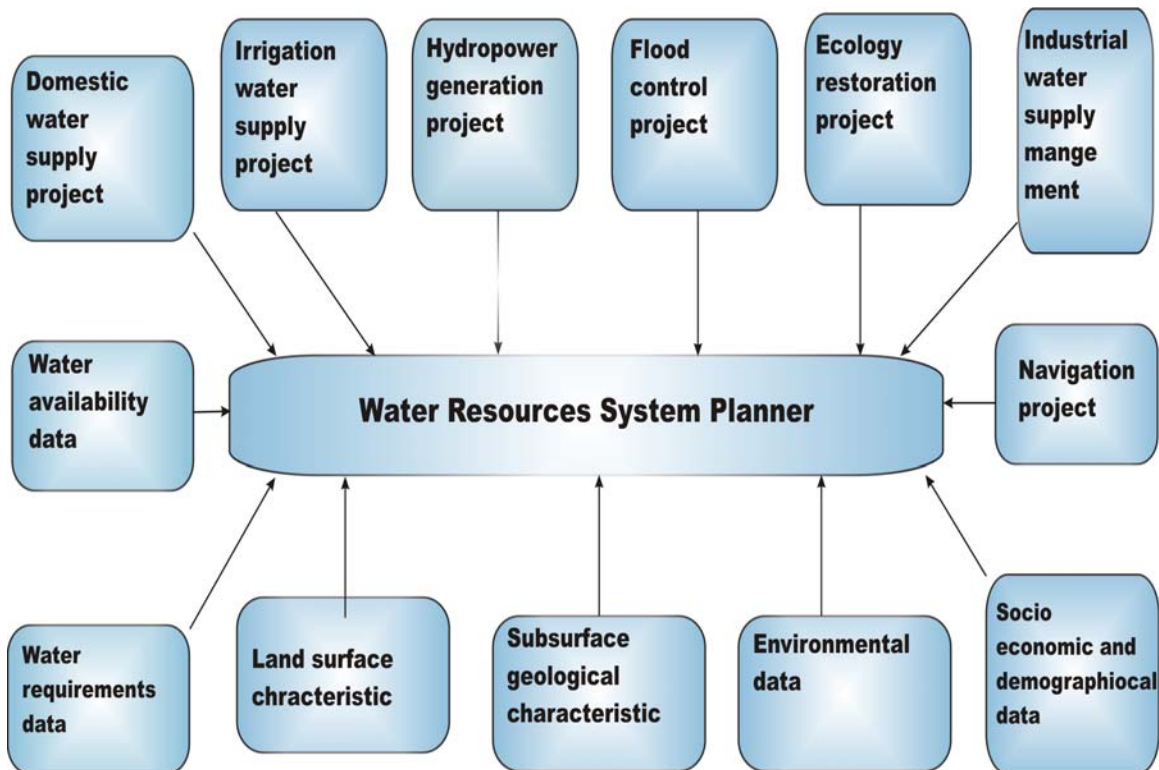 Domestic
water
supply
project
Irrigation
water
supply
project
Hydropower
generation
project
Flood
control
project
Ecology
restoration
project
Industrial
water
supply
mange
ment
Water
availability
data
Water Resources System Planner
Navigation
project
Water
requirements
data
Land surface
chracteristic
Subsurface
geological
characteristic
Environmental
data
Socio
economic and
demographiocal
data